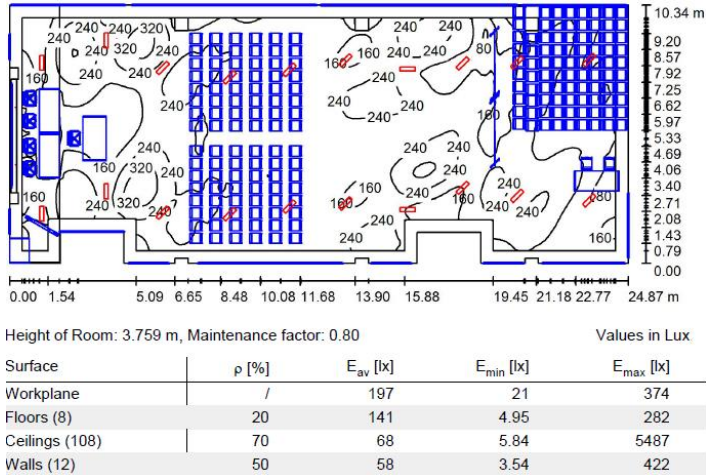 240 240 320 240 80 10.34 m
240 320 240 240 240
9.20
240 8.57
160 240 160 240 240 240 160 7.92
7.25
240 240 6.62
160 5.97
240 5.33
4.69
160 320 240 240 4.06
240 3.40
160 240 320 160 160 240 240 80 2.71
2.08
240 240 1.43
240 240 160 160 0.79
0.00
0.00 1.54 5.09 6.65 8.48 10.08 11.68 13.90 15.88 19.45 21.18 22.77 24.87 m
Height of Room: 3.759 m, Maintenance factor: 0.80 Values in Lux
Surface ρ [%] Eav [lx] Emin [lx] Emax [lx]
Workplane / 197 21 374
Floors (8) 20 141 4.95 282
Ceilings (108) 70 68 5.84 5487
Walls (12) 50 58 3.54 422